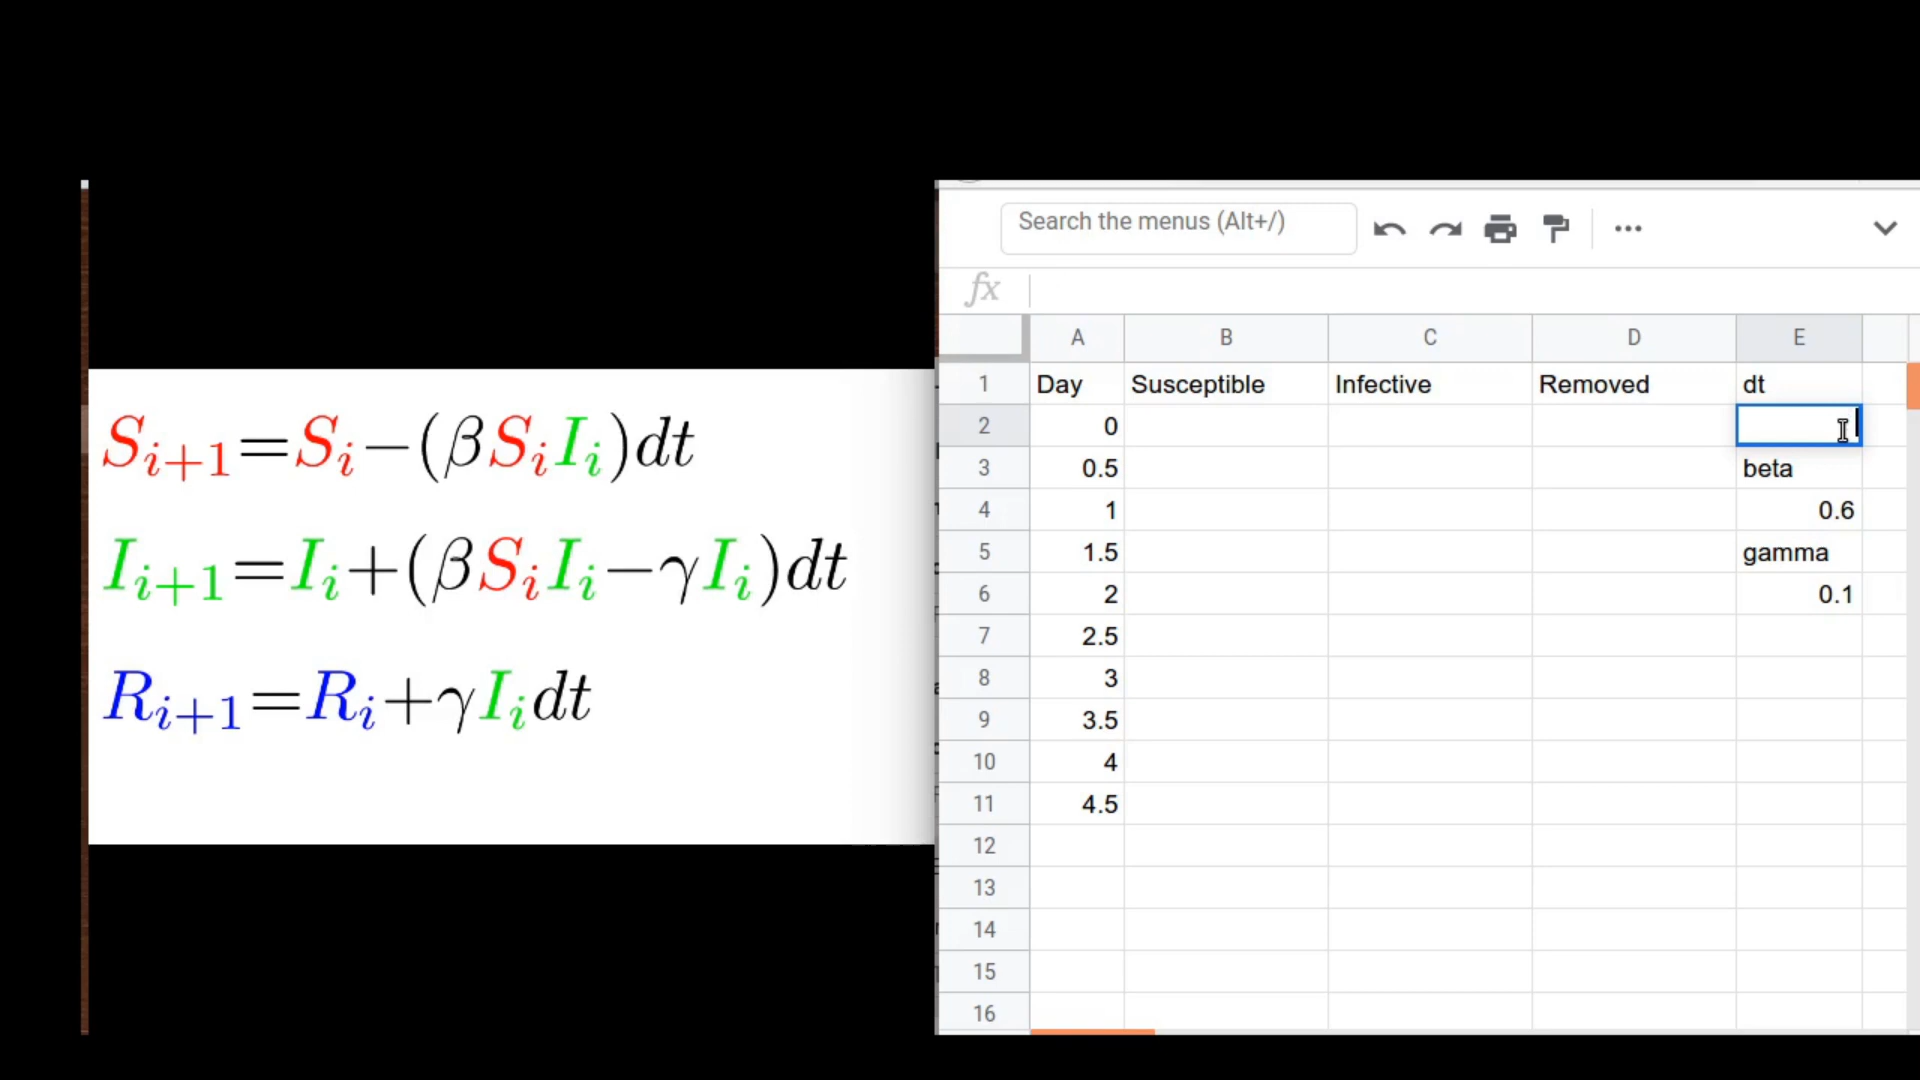 S_{i+1}=S_i−(βS_iI_i)dt
I_{i+1}=I_i+(βS_iI_i−γI_i)dt
R_{i+1}=R_i+γI_idt
Search the menus (Alt+/)
fx
A B C D E
1 Day Susceptible Infective Removed dt
2 0
3 0.5 beta
4 1 0.6
5 1.5 gamma
6 2 0.1
7 2.5
8 3
9 3.5
10 4
11 4.5
12
13
14
15
16